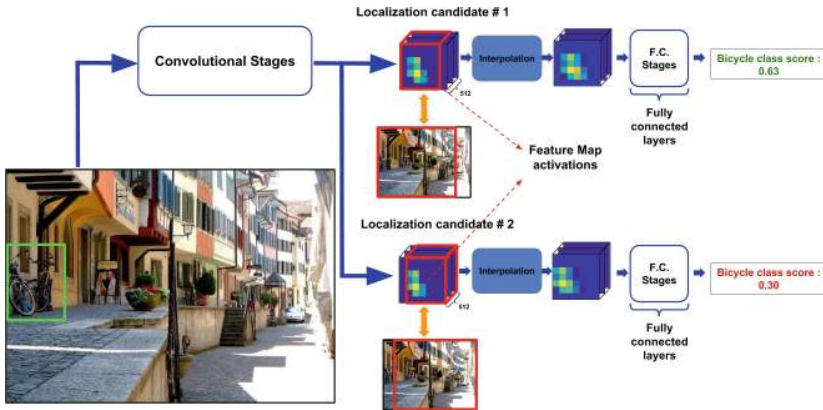 Localization candidate # 1
Convolutional Stages
Interpolation
F.C.
Stages
Bicycle class score :
0.63
512
Fully
connected
layers
Feature Map
activations
Localization candidate # 2
Interpolation
F.C.
Stages
Bicycle class score :
0.30
512
Fully
connected
layers